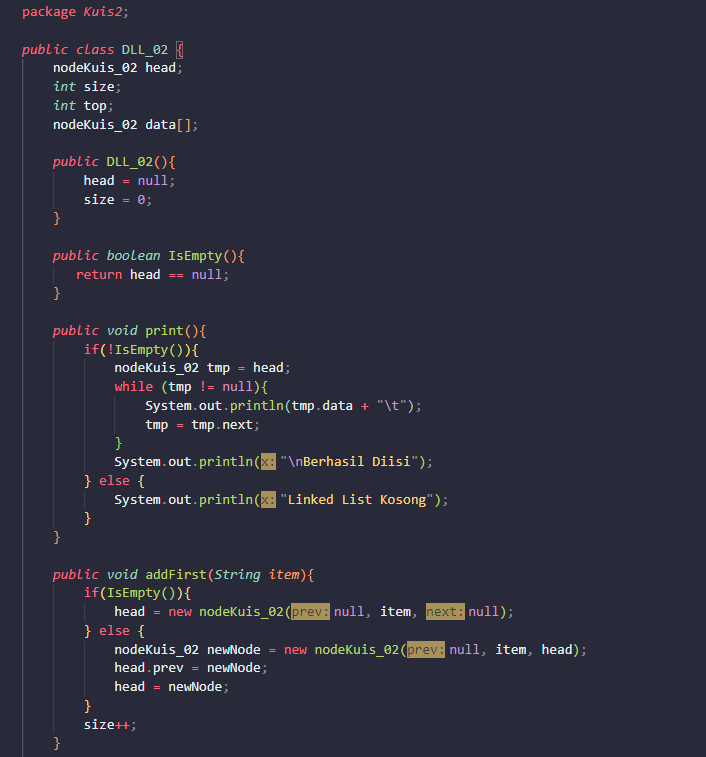 package Kuis2;
public class DLL_02 {
nodeKuis_02 head;
int size;
int top;
nodeKuis_02 data[];
public DLL_02(){
head = null;
size = 0;
}
public boolean IsEmpty(){
return head == null;
}
public void print(){
if(!IsEmpty()){
nodeKuis_02 tmp = head;
while (tmp != null){
System.out.println(tmp.data + "\t");
tmp = tmp.next;
}
System.out.println(x: "\nBerhasil Diisi");
} else {
System.out.println(x: "Linked List Kosong");
}
}
public void addFirst(String item){
if(IsEmpty()){
head = new nodeKuis_02(prev: null, item, next: null);
} else {
nodeKuis_02 newNode = new nodeKuis_02(prev: null, item, head);
head.prev = newNode;
head = newNode;
}
size++;
}